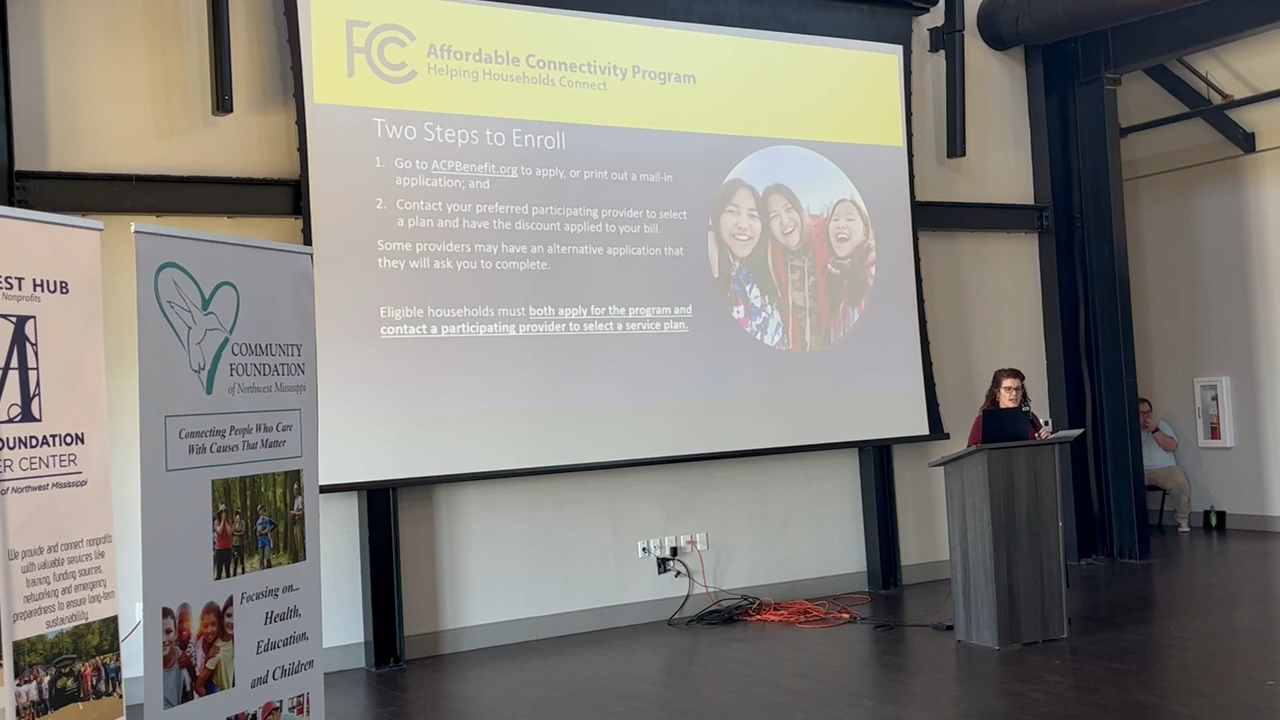 FCC
Affordable Connectivity Program
Helping Households Connect
Two Steps to Enroll
1. Go to ACPBenefit.org to apply, or print out a mail-in
application; and
2. Contact your preferred participating provider to select
a plan and have the discount applied to your bill.
Some providers may have an alternative application that
they will ask you to complete.
Eligible households must both apply for the program and
contact a participating provider to select a service plan.
EST HUB
Nonprofits
A
OUNDATION
ER CENTER
of Northwest Mississippi
We provide and connect nonprofits
with valuable services like
training, funding sources,
networking and emergency
preparedness to ensure long-term
sustainability.
COMMUNITY
FOUNDATION
of Northwest Mississippi
Connecting People Who Care
With Causes That Matter
Focusing on...
Health,
Education,
and Children